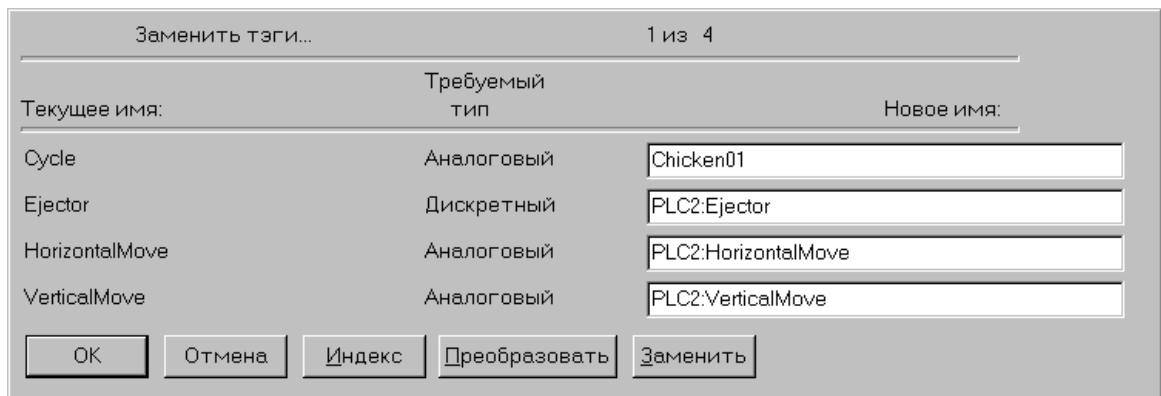 Заменить тэги... 1 из 4
Требуемый
Текущее имя: тип Новое имя:
Cycle Аналоговый Chicken01
Ejector Дискретный PLC2:Ejector
HorizontalMove Аналоговый PLC2:HorizontalMove
VerticalMove Аналоговый PLC2:VerticalMove
OK Отмена Индекс Преобразовать Заменить